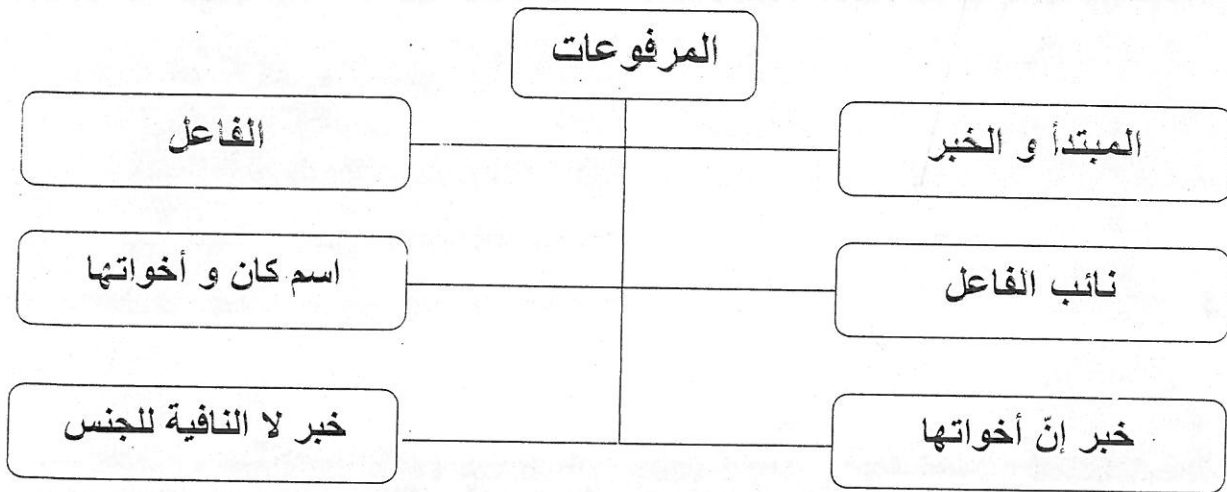 المرفوعات
المبتدأ و الخبر
الفاعل
نائب الفاعل
اسم كان و أخواتها
خبر إنّ أخواتها
خبر لا النافية للجنس